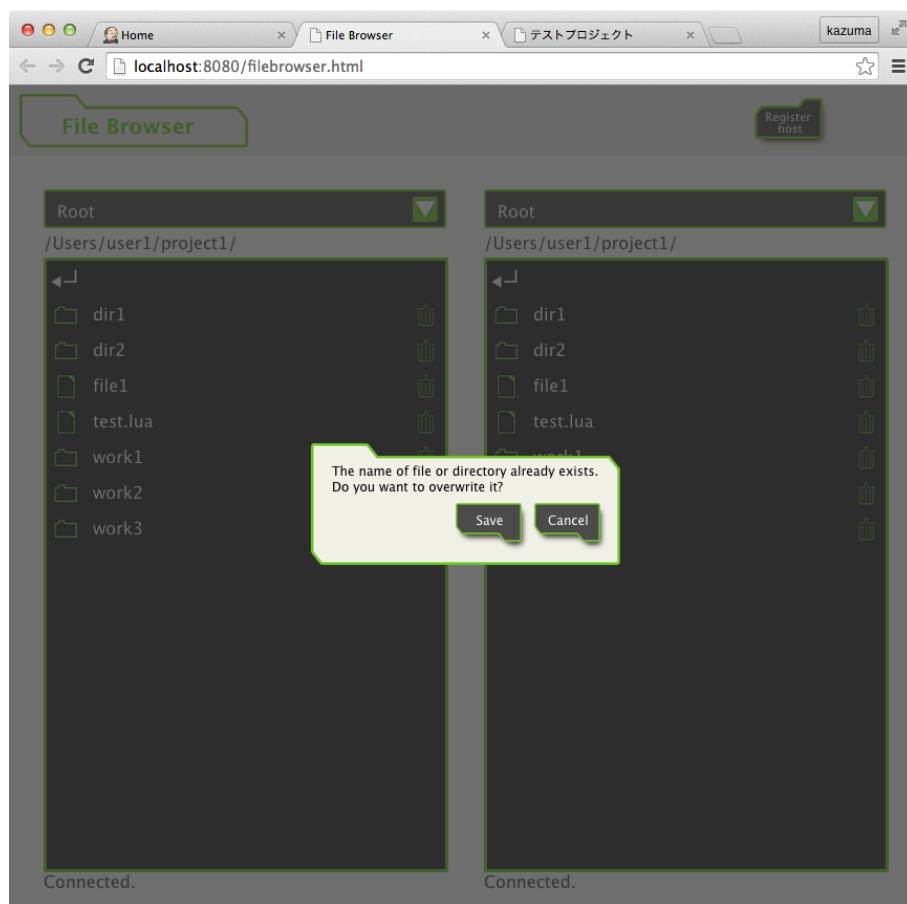 Home
File Browser
テストプロジェクト
kazuma
localhost:8080/filebrowser.html
File Browser
Register
host
Root
/Users/user1/project1/
dir1
dir2
file1
test.lua
work1
work2
work3
Connected.
Root
/Users/user1/project1/
dir1
dir2
file1
test.lua
work1
Connected.
The name of file or directory already exists.
Do you want to overwrite it?
Save
Cancel